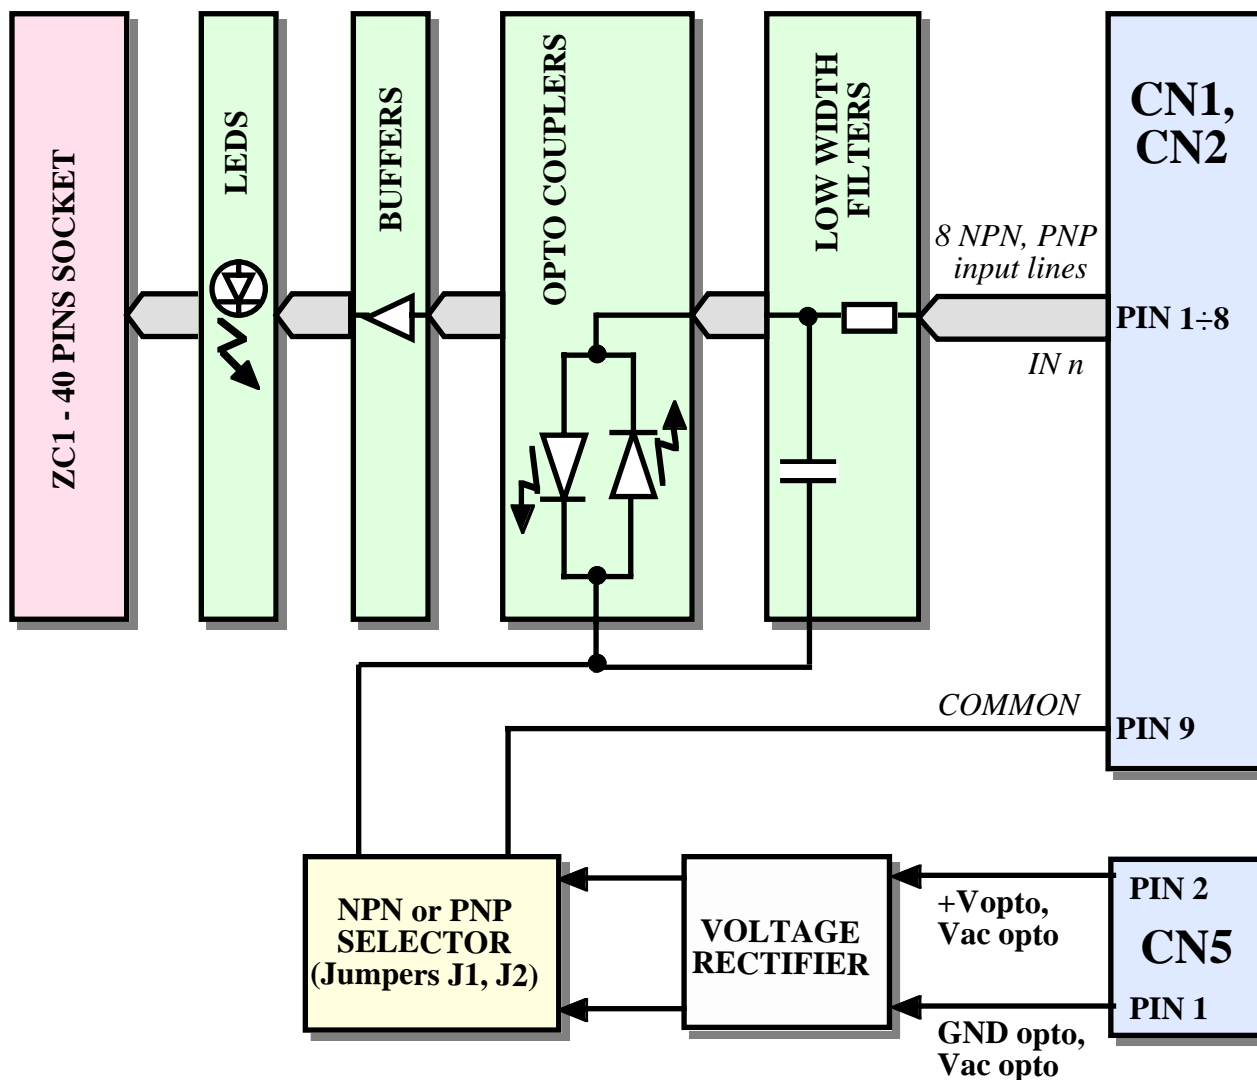 ZC1 - 40 PINS SOCKET
LEDS
BUFFERS
OPTO COUPLERS
LOW WIDTH
FILTERS
CN1,
CN2
8 NPN, PNP
input lines
PIN 1÷8
IN n
COMMON
PIN 9
NPN or PNP
SELECTOR
(Jumpers J1, J2)
VOLTAGE
RECTIFIER
+Vopto,
Vac opto
PIN 2
CN5
PIN 1
GND opto,
Vac opto